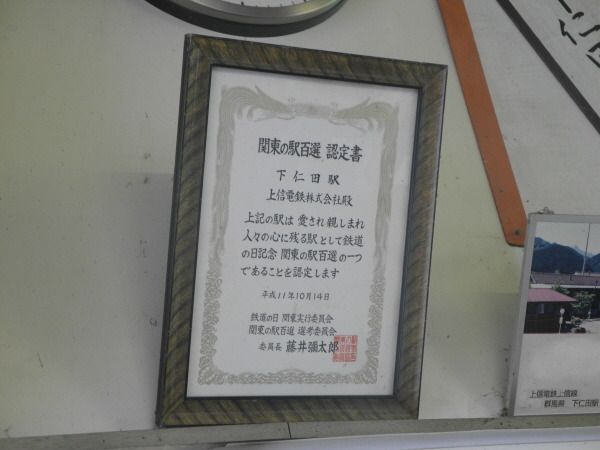 関東の駅百選 認定書
下仁田駅
上信電鉄株式会社殿
上記の駅は 愛され 親しまれ
人々の心に残る駅として鉄道
の日記念 関東の駅百選の一つ
であることを認定します
平成11年10月14日
鉄道の日 関東実行委員会
関東の駅百選 選考委員会
委員長 藤井彌太郎
上信電鉄上信線
群馬県 下仁田駅